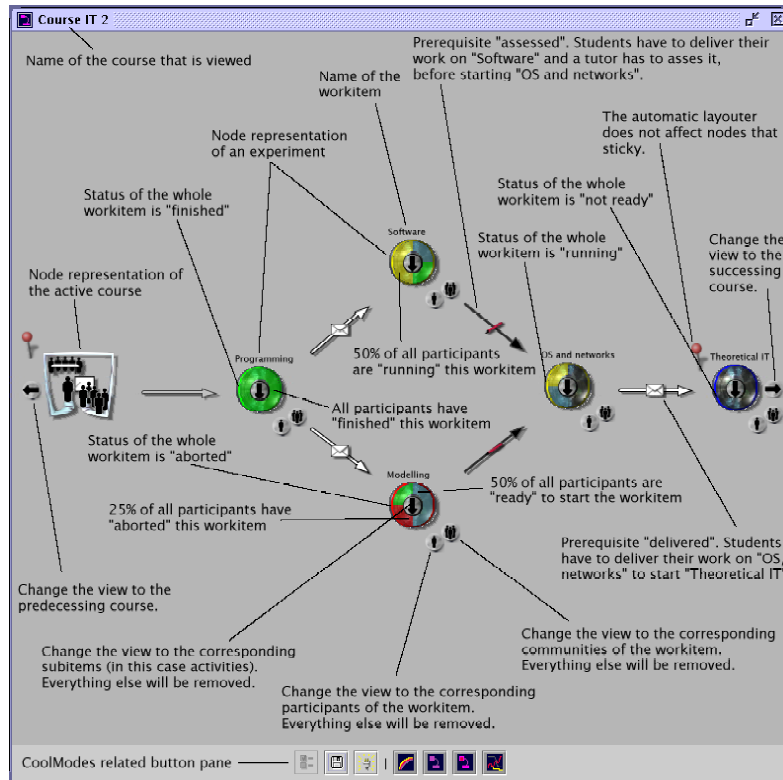 Course IT 2
Name of the course that is viewed
Prerequisite "assessed". Students have to deliver their
work on "Software" and a tutor has to asses it,
before starting "OS and networks".
Name of the
workitem
The automatic layouter
does not affect nodes that
sticky.
Node representation
of an experiment
Status of the whole
workitem is "not ready"
Status of the whole
workitem is "finished"
Software
Status of the whole
workitem is "running"
Change the
view to the
successing
course.
Node representation of
the active course
50% of all participants
are "running" this workitem
Programming
OS and networks
Theoretical IT
All participants have
"finished" this workitem
Status of the whole
workitem is "aborted"
Modelling
50% of all participants are
"ready" to start the workitem
25% of all participants have
"aborted" this workitem
Prerequisite "delivered". Students
have to deliver their work on "OS,
networks" to start "Theoretical IT"
Change the view to the
predecessing course.
Change the view to the corresponding
communities of the workitem.
Everything else will be removed.
Change the view to the corresponding
subitems (in this case activities).
Everything else will be removed.
Change the view to the corresponding
participants of the workitem.
Everything else will be removed.
CoolModes related button pane